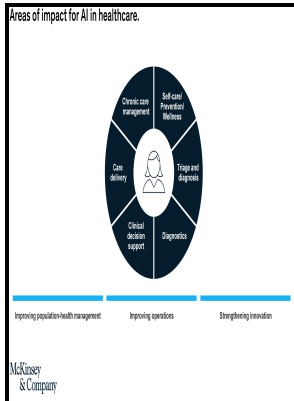 Areas of impact for AI in healthcare.
Chronic care
management
Self-care/
Prevention/
Wellness
Care
delivery
Triage and
diagnosis
Clinical
decision
support
Diagnostics
Improving population-health management
Improving operations
Strengthening innovation
McKinsey
& Company